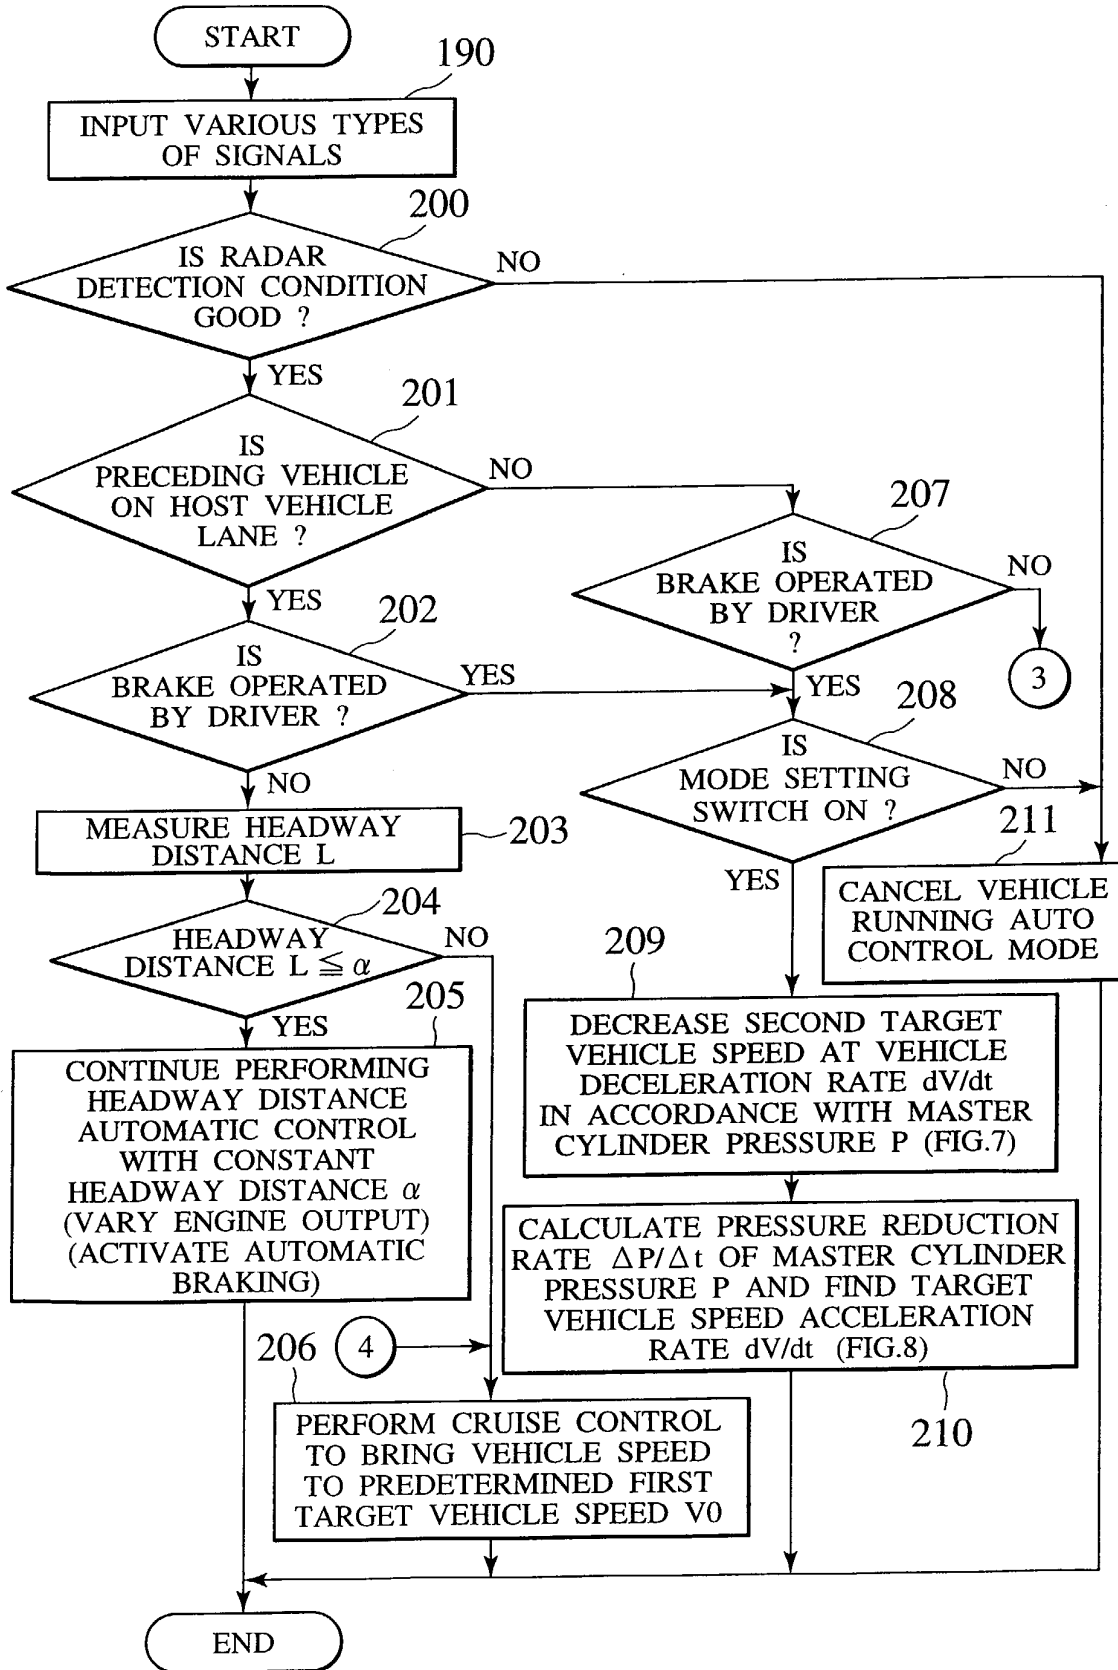 START
190
INPUT VARIOUS TYPES
OF SIGNALS
200
IS RADAR
DETECTION CONDITION
GOOD ?
NO
YES
201
IS
PRECEDING VEHICLE
ON HOST VEHICLE
LANE ?
NO
YES
207
IS
BRAKE OPERATED
BY DRIVER
?
NO
3
YES
202
IS
BRAKE OPERATED
BY DRIVER ?
YES
NO
208
IS
MODE SETTING
SWITCH ON ?
NO
YES
203
MEASURE HEADWAY
DISTANCE L
211
CANCEL VEHICLE
RUNNING AUTO
CONTROL MODE
204
HEADWAY
DISTANCE L ≦ α
NO
YES
205
CONTINUE PERFORMING
HEADWAY DISTANCE
AUTOMATIC CONTROL
WITH CONSTANT
HEADWAY DISTANCE α
(VARY ENGINE OUTPUT)
(ACTIVATE AUTOMATIC
BRAKING)
209
DECREASE SECOND TARGET
VEHICLE SPEED AT VEHICLE
DECELERATION RATE dV/dt
IN ACCORDANCE WITH MASTER
CYLINDER PRESSURE P (FIG.7)
CALCULATE PRESSURE REDUCTION
RATE ΔP/Δt OF MASTER CYLINDER
PRESSURE P AND FIND TARGET
VEHICLE SPEED ACCELERATION
RATE dV/dt (FIG.8)
210
206
4
PERFORM CRUISE CONTROL
TO BRING VEHICLE SPEED
TO PREDETERMINED FIRST
TARGET VEHICLE SPEED V0
END